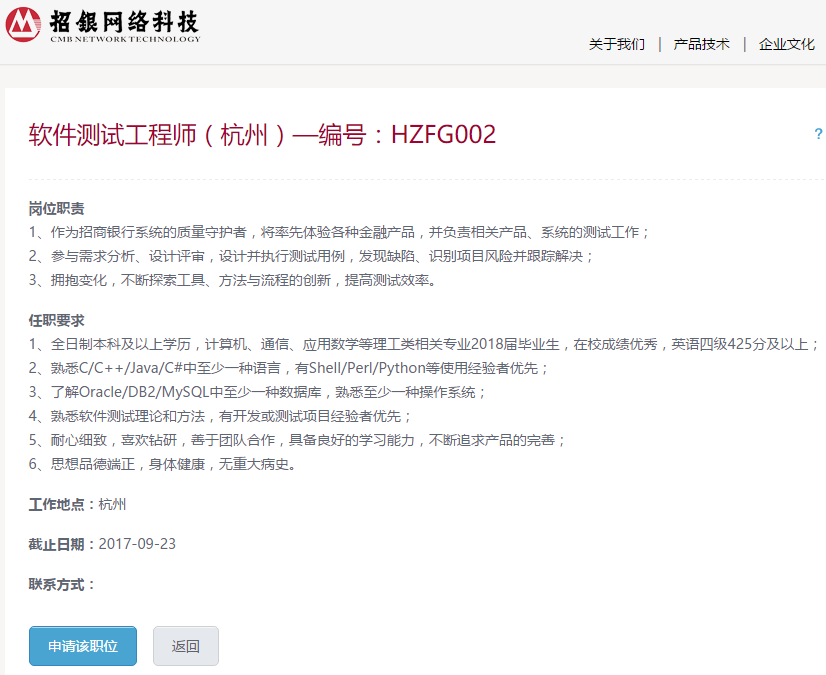 招银网络科技
CMB NETWORK TECHNOLOGY
关于我们 | 产品技术 | 企业文化
软件测试工程师（杭州）—编号：HZFG002
?
岗位职责
1、作为招商银行系统的质量守护者，将率先体验各种金融产品，并负责相关产品、系统的测试工作；
2、参与需求分析、设计评审，设计并执行测试用例，发现缺陷、识别项目风险并跟踪解决；
3、拥抱变化，不断探索工具、方法与流程的创新，提高测试效率。
任职要求
1、全日制本科及以上学历，计算机、通信、应用数学等理工类相关专业2018届毕业生，在校成绩优秀，英语四级425分及以上；
2、熟悉C/C++/Java/C#中至少一种语言，有Shell/Perl/Python等使用经验者优先；
3、了解Oracle/DB2/MySQL中至少一种数据库，熟悉至少一种操作系统；
4、熟悉软件测试理论和方法，有开发或测试项目经验者优先；
5、耐心细致，喜欢钻研，善于团队合作，具备良好的学习能力，不断追求产品的完善；
6、思想品德端正，身体健康，无重大病史。
工作地点：杭州
截止日期：2017-09-23
联系方式：
申请该职位 返回